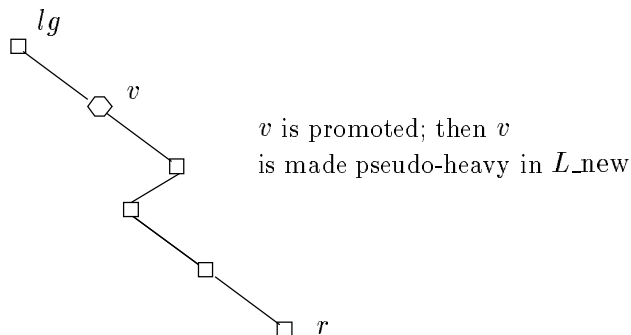 lg
v
v is promoted; then v
is made pseudo-heavy in L_new
r